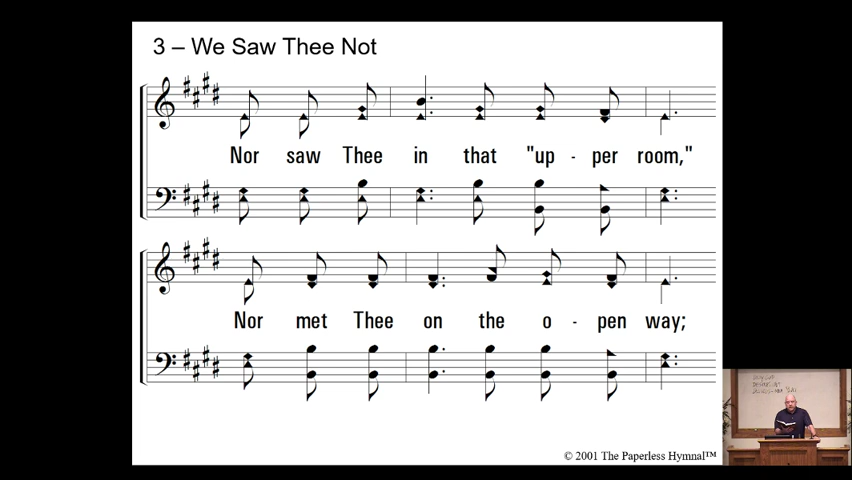 3 – We Saw Thee Not
Nor saw Thee in that "up - per room,"
Nor met Thee on the o - pen way;
© 2001 The Paperless Hymnal™